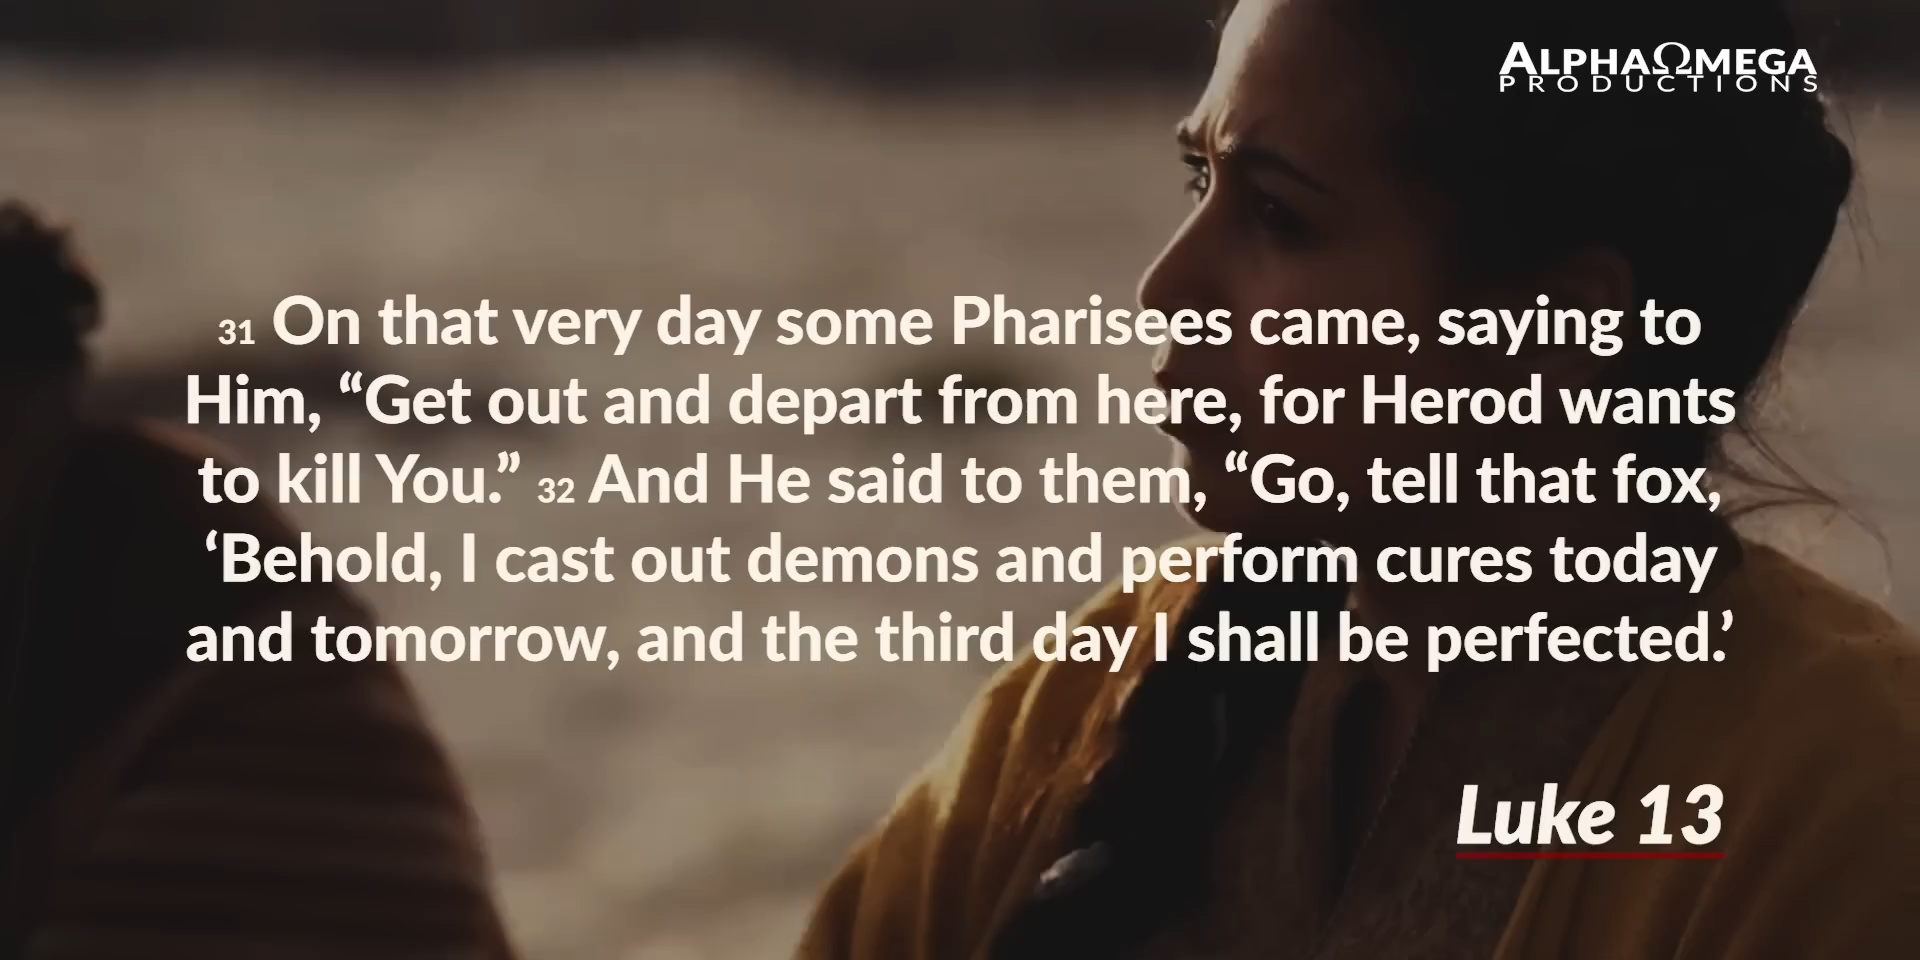 ALPHAΩMEGA
PRODUCTIONS
31 On that very day some Pharisees came, saying to
Him, “Get out and depart from here, for Herod wants
to kill You.” 32 And He said to them, “Go, tell that fox,
‘Behold, I cast out demons and perform cures today
and tomorrow, and the third day I shall be perfected.’
Luke 13